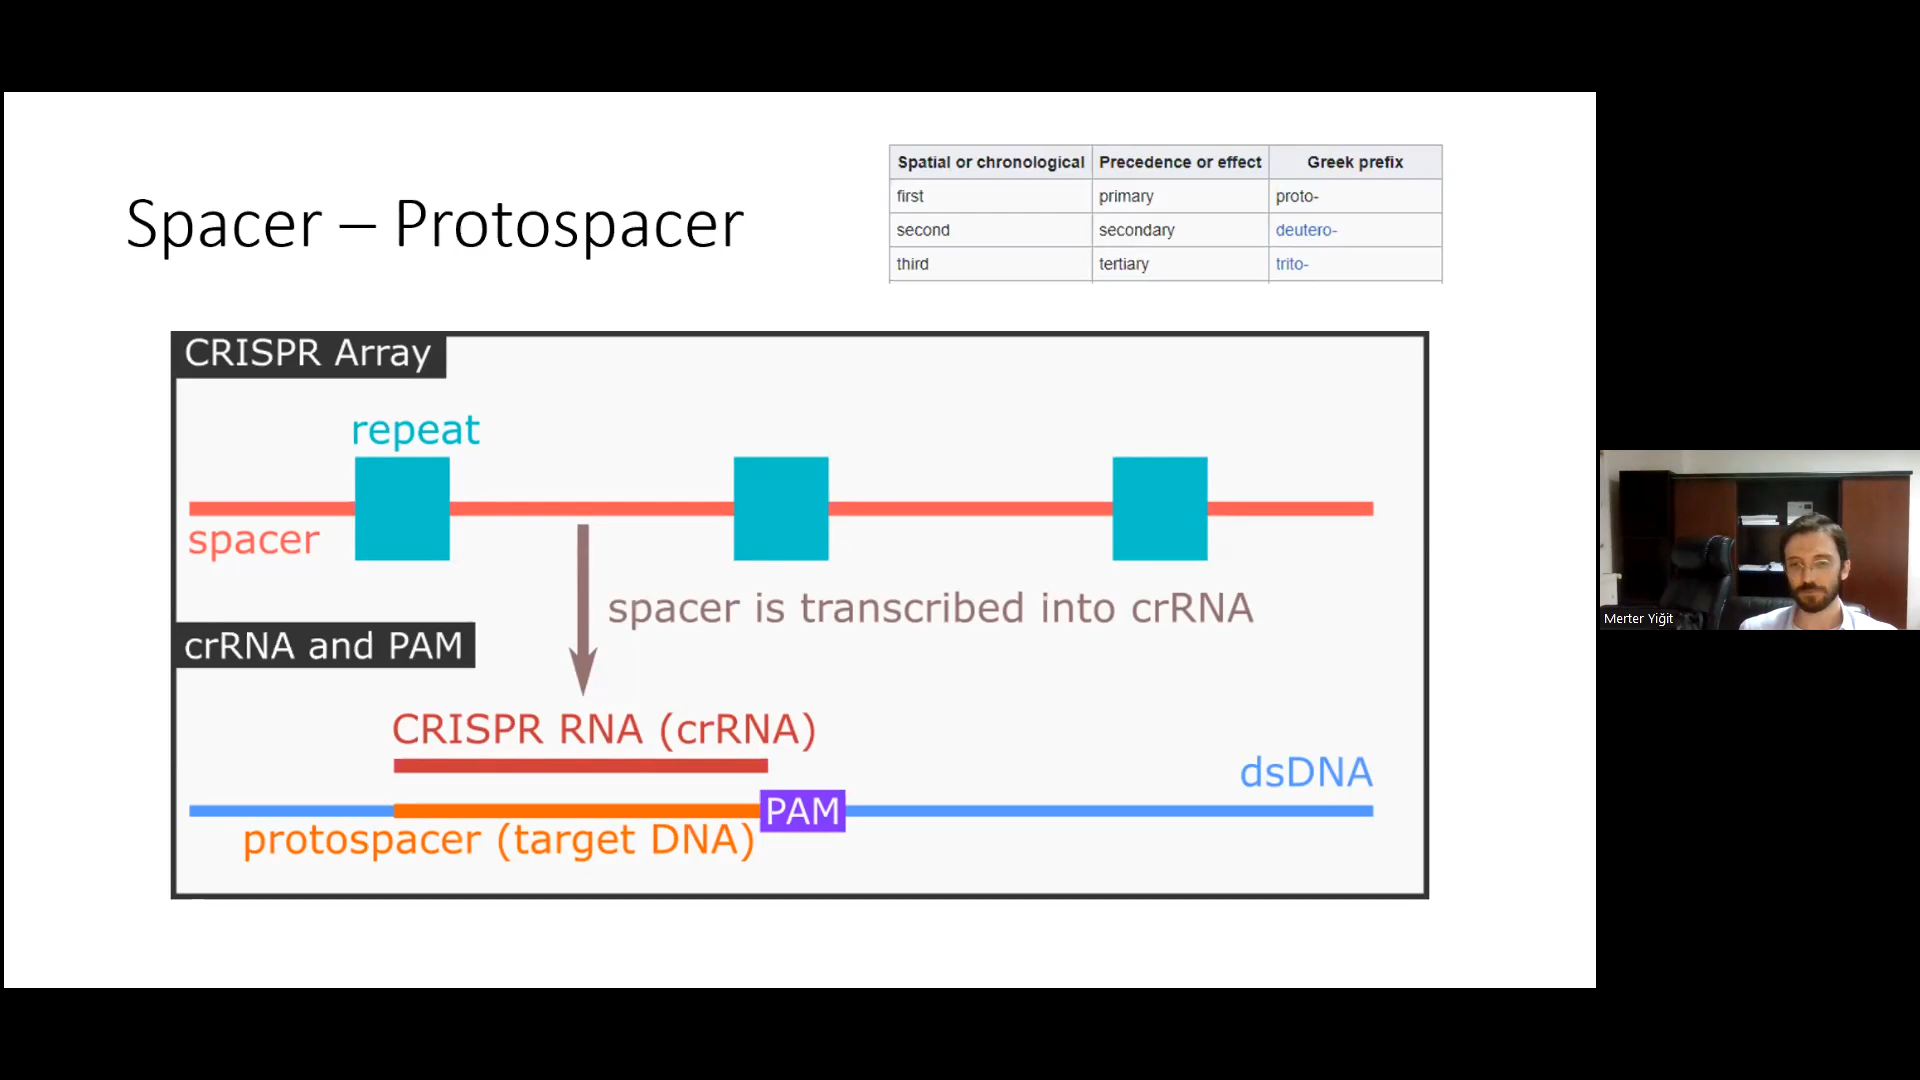 Spacer – Protospacer
Spatial or chronological Precedence or effect Greek prefix
first primary proto-
second secondary deutero-
third tertiary trito-
CRISPR Array
repeat
spacer
spacer is transcribed into crRNA
crRNA and PAM
CRISPR RNA (crRNA)
dsDNA
PAM
protospacer (target DNA)
Merter Yiğit